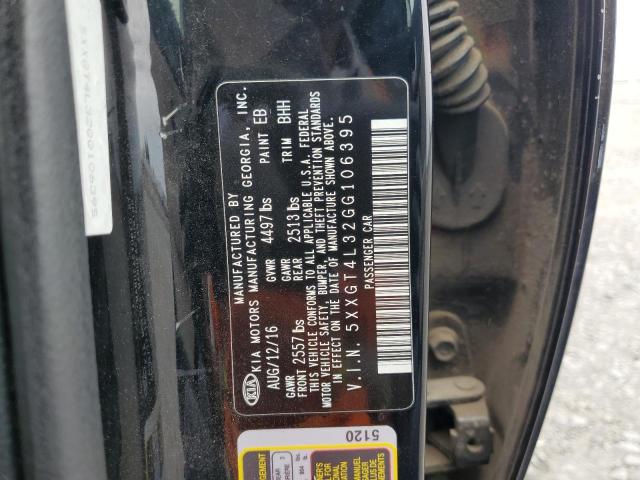 MANUFACTURED BY
KIA KIA MOTORS MANUFACTURING GEORGIA, INC.
AUG/12/16 GVWR 4497 lbs PAINT EB
GAWR FRONT 2557 lbs GAWR REAR 2513 lbs TRIM BHH
THIS VEHICLE CONFORMS TO ALL APPLICABLE U.S.A. FEDERAL
MOTOR VEHICLE SAFETY, BUMPER, AND THEFT PREVENTION STANDARDS
IN EFFECT ON THE DATE OF MANUFACTURE SHOWN ABOVE.
V.I.N. 5XXGT4L32GG106395
PASSENGER CAR
5120